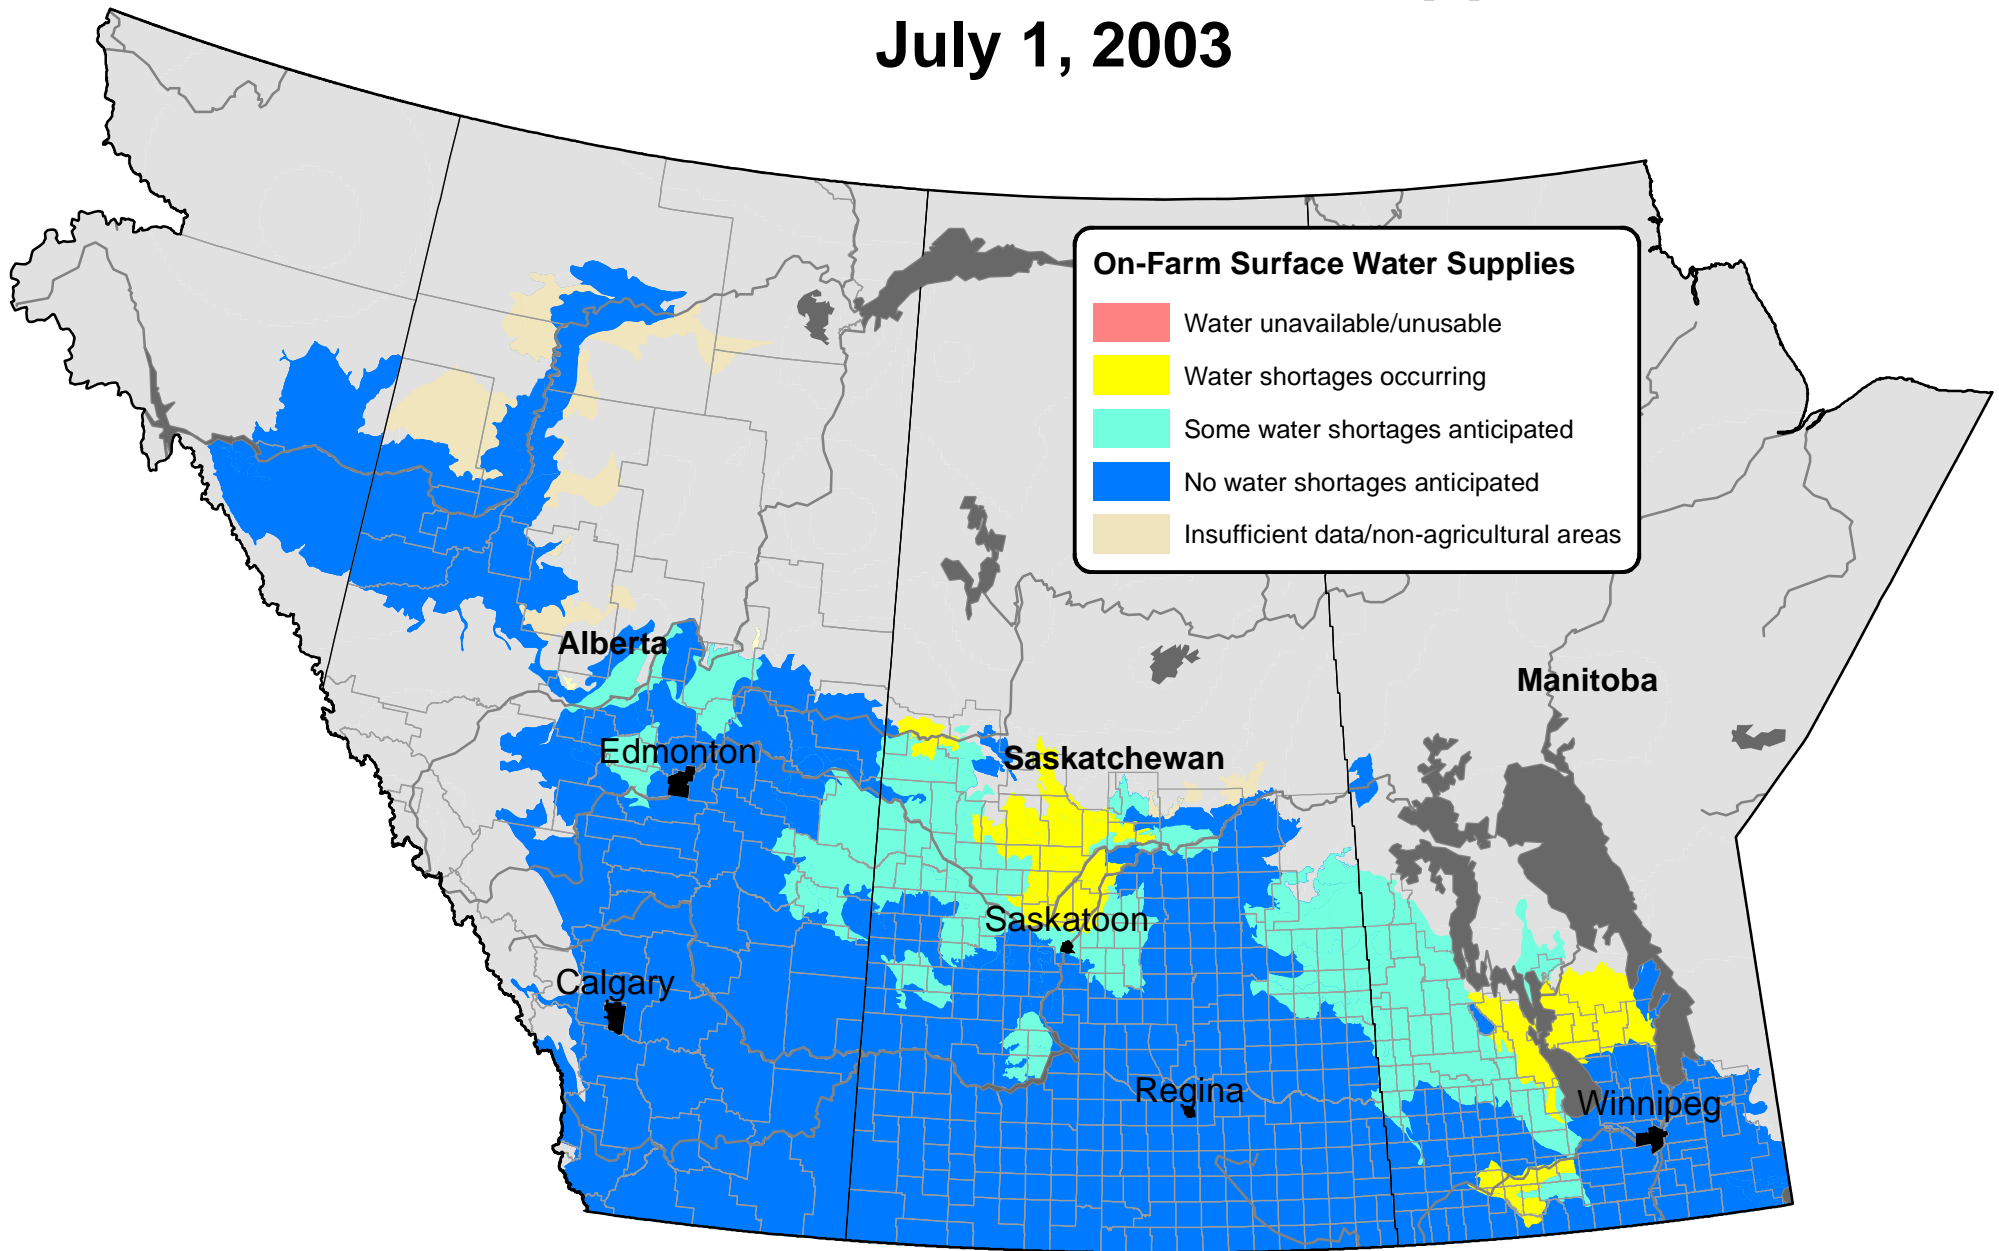 July 1, 2003
On-Farm Surface Water Supplies
Water unavailable/unusable
Water shortages occurring
Some water shortages anticipated
No water shortages anticipated
Insufficient data/non-agricultural areas
Alberta
Manitoba
Edmonton
Saskatchewan
Saskatoon
Calgary
Regina
Winnipeg